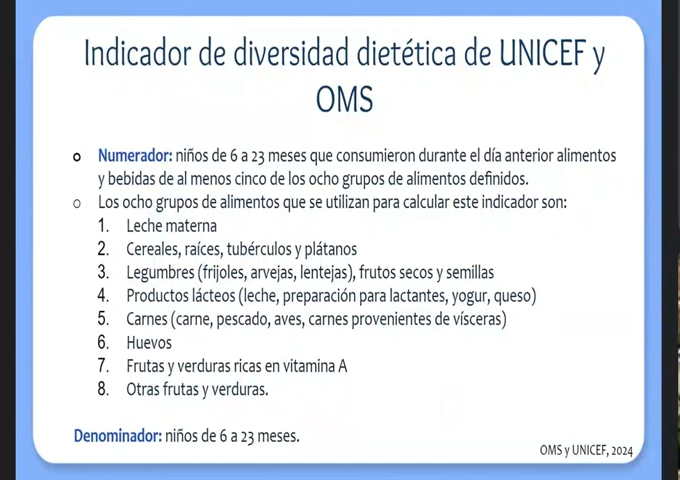 Indicador de diversidad dietética de UNICEF y
OMS
Numerador: niños de 6 a 23 meses que consumieron durante el día anterior alimentos
y bebidas de al menos cinco de los ocho grupos de alimentos definidos.
Los ocho grupos de alimentos que se utilizan para calcular este indicador son:
1. Leche materna
2. Cereales, raíces, tubérculos y plátanos
3. Legumbres (frijoles, arvejas, lentejas), frutos secos y semillas
4. Productos lácteos (leche, preparación para lactantes, yogur, queso)
5. Carnes (carne, pescado, aves, carnes provenientes de vísceras)
6. Huevos
7. Frutas y verduras ricas en vitamina A
8. Otras frutas y verduras.
Denominador: niños de 6 a 23 meses.
OMS y UNICEF, 2024